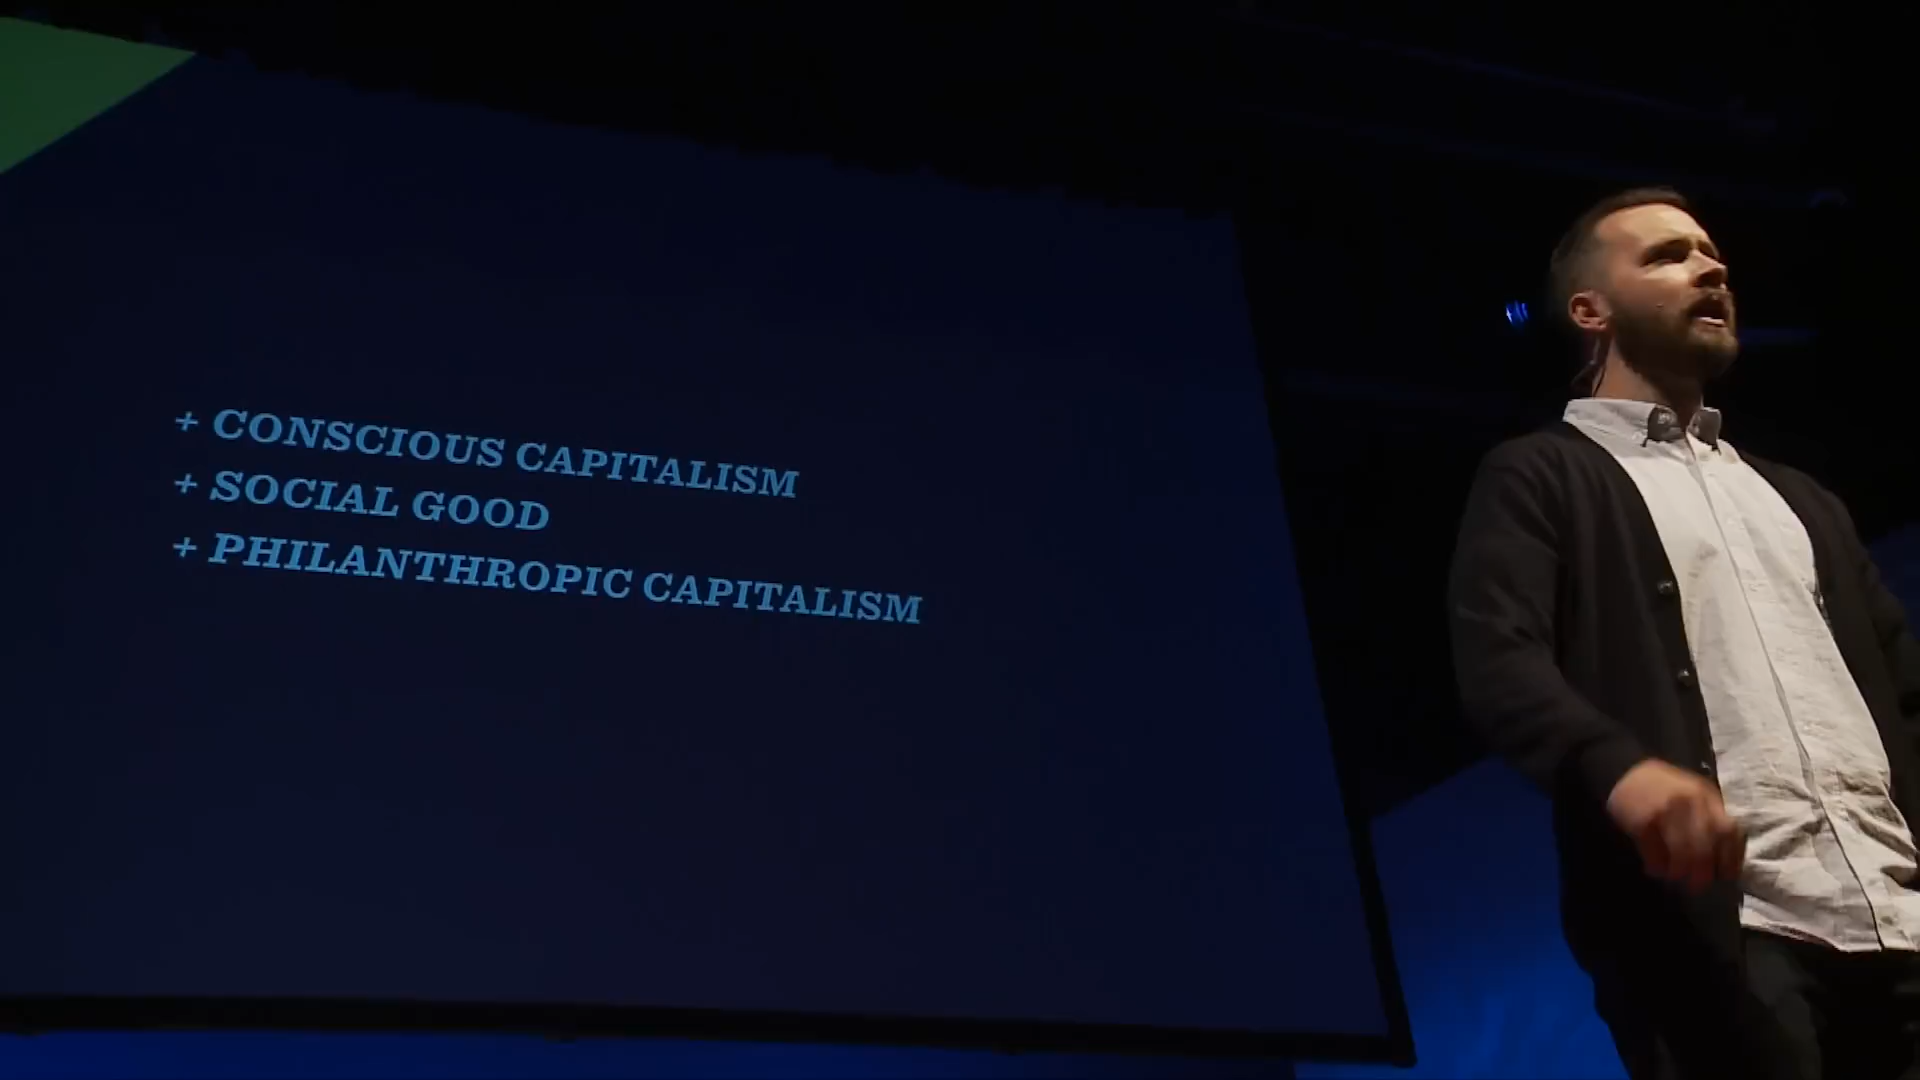 + CONSCIOUS CAPITALISM
+ SOCIAL GOOD
+ PHILANTHROPIC CAPITALISM